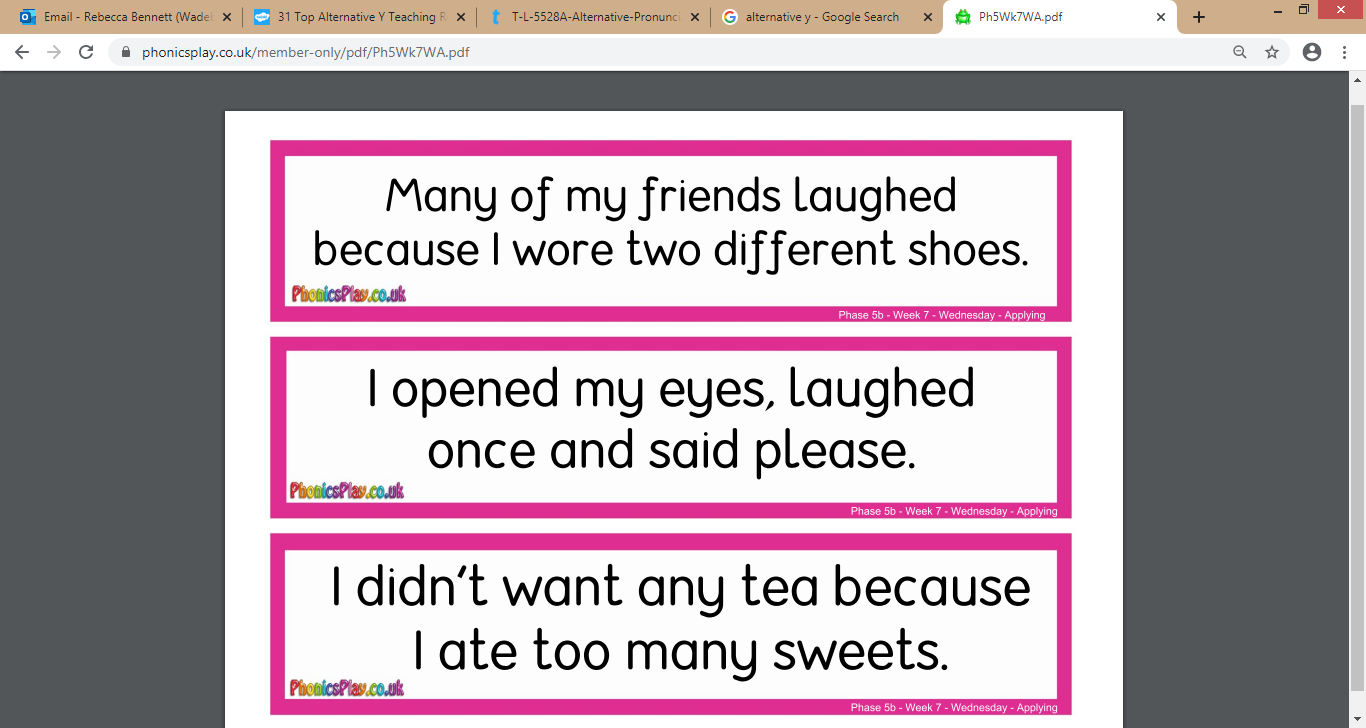 Email - Rebecca Bennett (Wadeb
31 Top Alternative Y Teaching R
T-L-5528A-Alternative-Pronunci
alternative y - Google Search
Ph5Wk7WA.pdf
phonicsplay.co.uk/member-only/pdf/Ph5Wk7WA.pdf
Many of my friends laughed
because I wore two different shoes.
PhonicsPlay.co.uk
Phase 5b - Week 7 - Wednesday - Applying
I opened my eyes, laughed
once and said please.
PhonicsPlay.co.uk
Phase 5b - Week 7 - Wednesday - Applying
I didn't want any tea because
I ate too many sweets.
PhonicsPlay.co.uk
Phase 5b - Week 7 - Wednesday - Applying